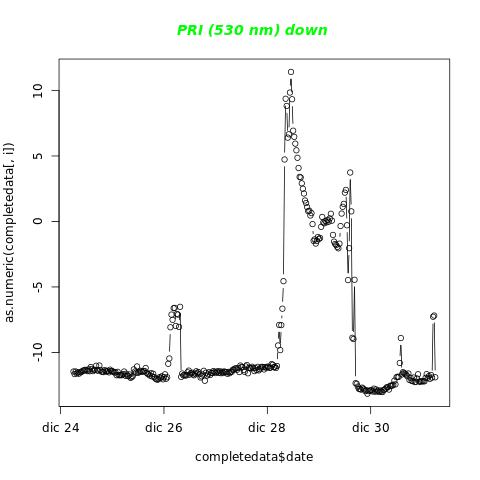 PRI (530 nm) down
as.numeric(completedata[, i])
10
5
0
-5
-10
dic 24
dic 26
dic 28
dic 30
completedata$date